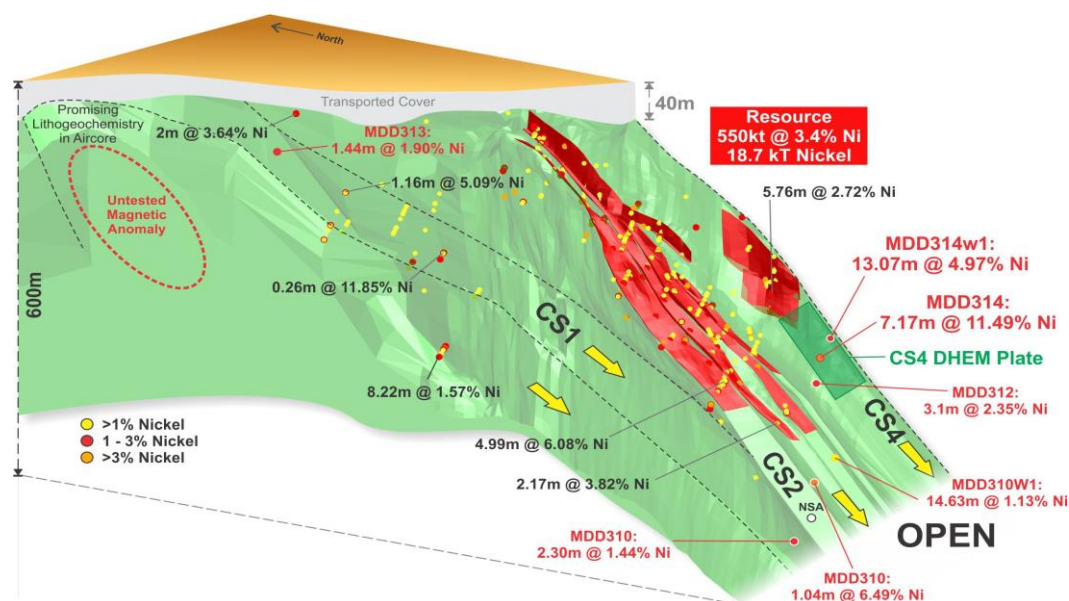 North
Transported Cover
40m
Promising
Lithogeochemistry
in Aircore
2m @ 3.64% Ni
MDD313:
1.44m @ 1.90% Ni
Resource
550kt @ 3.4% Ni
18.7 kT Nickel
1.16m @ 5.09% Ni
5.76m @ 2.72% Ni
Untested
Magnetic
Anomaly
MDD314w1:
13.07m @ 4.97% Ni
600m
0.26m @ 11.85% Ni
MDD314:
7.17m @ 11.49% Ni
CS1
CS4 DHEM Plate
8.22m @ 1.57% Ni
MDD312:
3.1m @ 2.35% Ni
CS4
>1% Nickel
1 - 3% Nickel
>3% Nickel
4.99m @ 6.08% Ni
2.17m @ 3.82% Ni
CS2
NSA
MDD310W1:
14.63m @ 1.13% Ni
OPEN
MDD310:
2.30m @ 1.44% Ni
MDD310:
1.04m @ 6.49% Ni